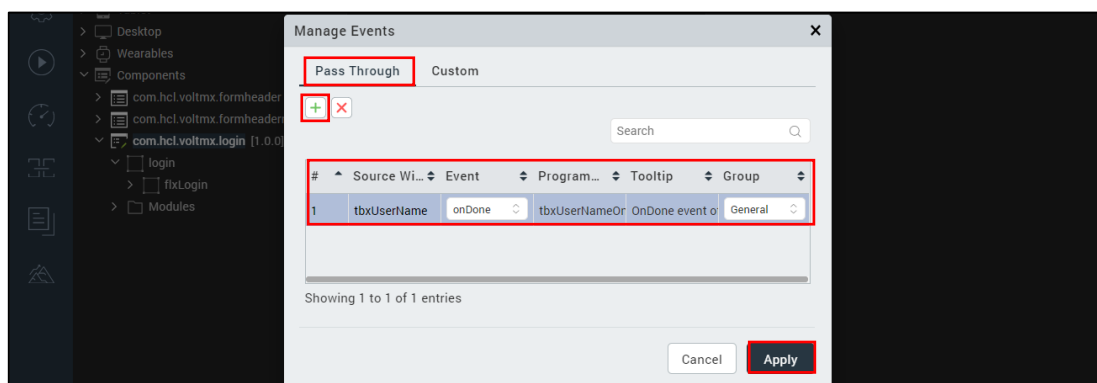 Desktop
Wearables
Components
com.hcl.voltmx.formheader
com.hcl.voltmx.formheader
com.hcl.voltmx.login [1.0.0]
login
flxLogin
Modules
Manage Events
Pass Through Custom
Search
# Source Wi... Event Program... Tooltip Group
1 tbxUserName onDone tbxUserNameOr OnDone event o General
Showing 1 to 1 of 1 entries
Cancel Apply